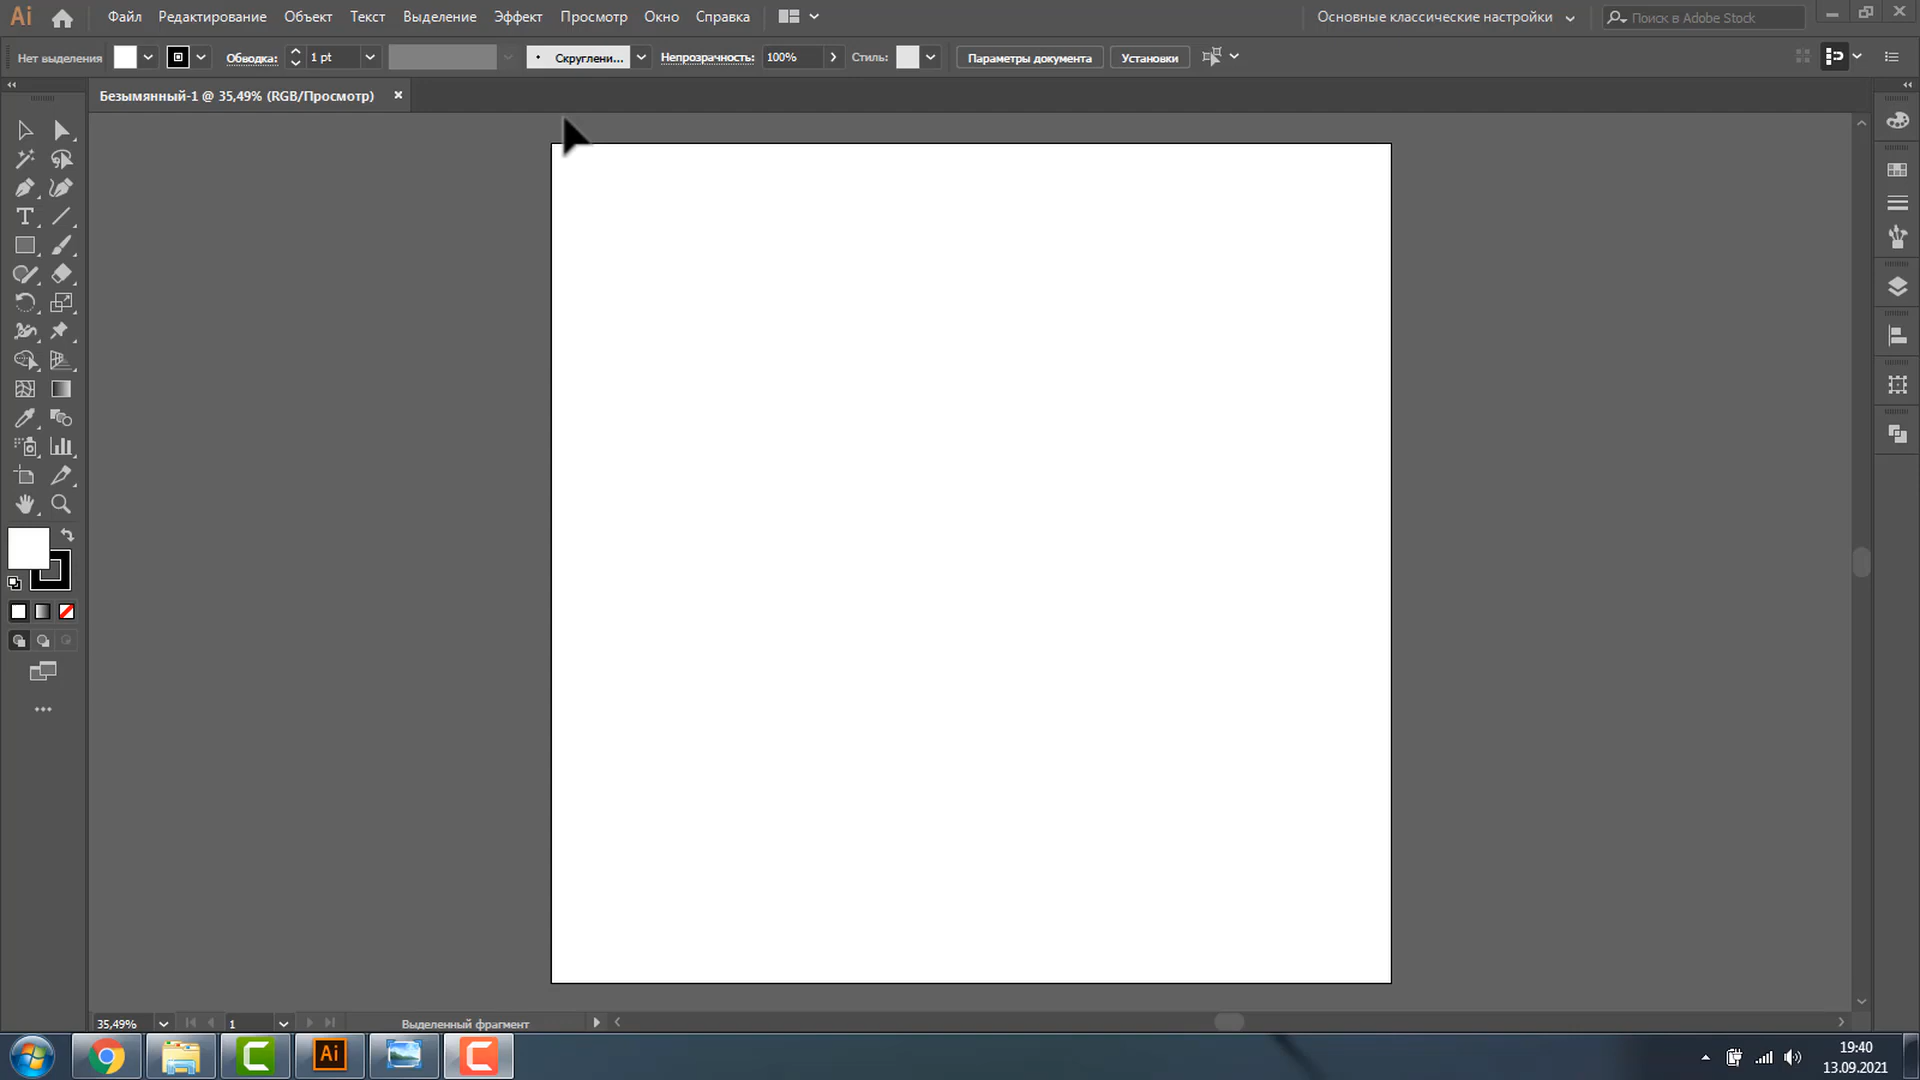 Ai Файл Редактирование Объект Текст Выделение Эффект Просмотр Окно Справка Основные классические настройки Поиск в Adobe Stock
Нет выделения Обводка: 1 pt Скруглени... Непрозрачность: 100% Стиль: Параметры документа Установки
Безымянный-1 @ 35,49% (RGB/Просмотр)
T
35,49% 1 Выделенный фрагмент
Ai
19:40
13.09.2021